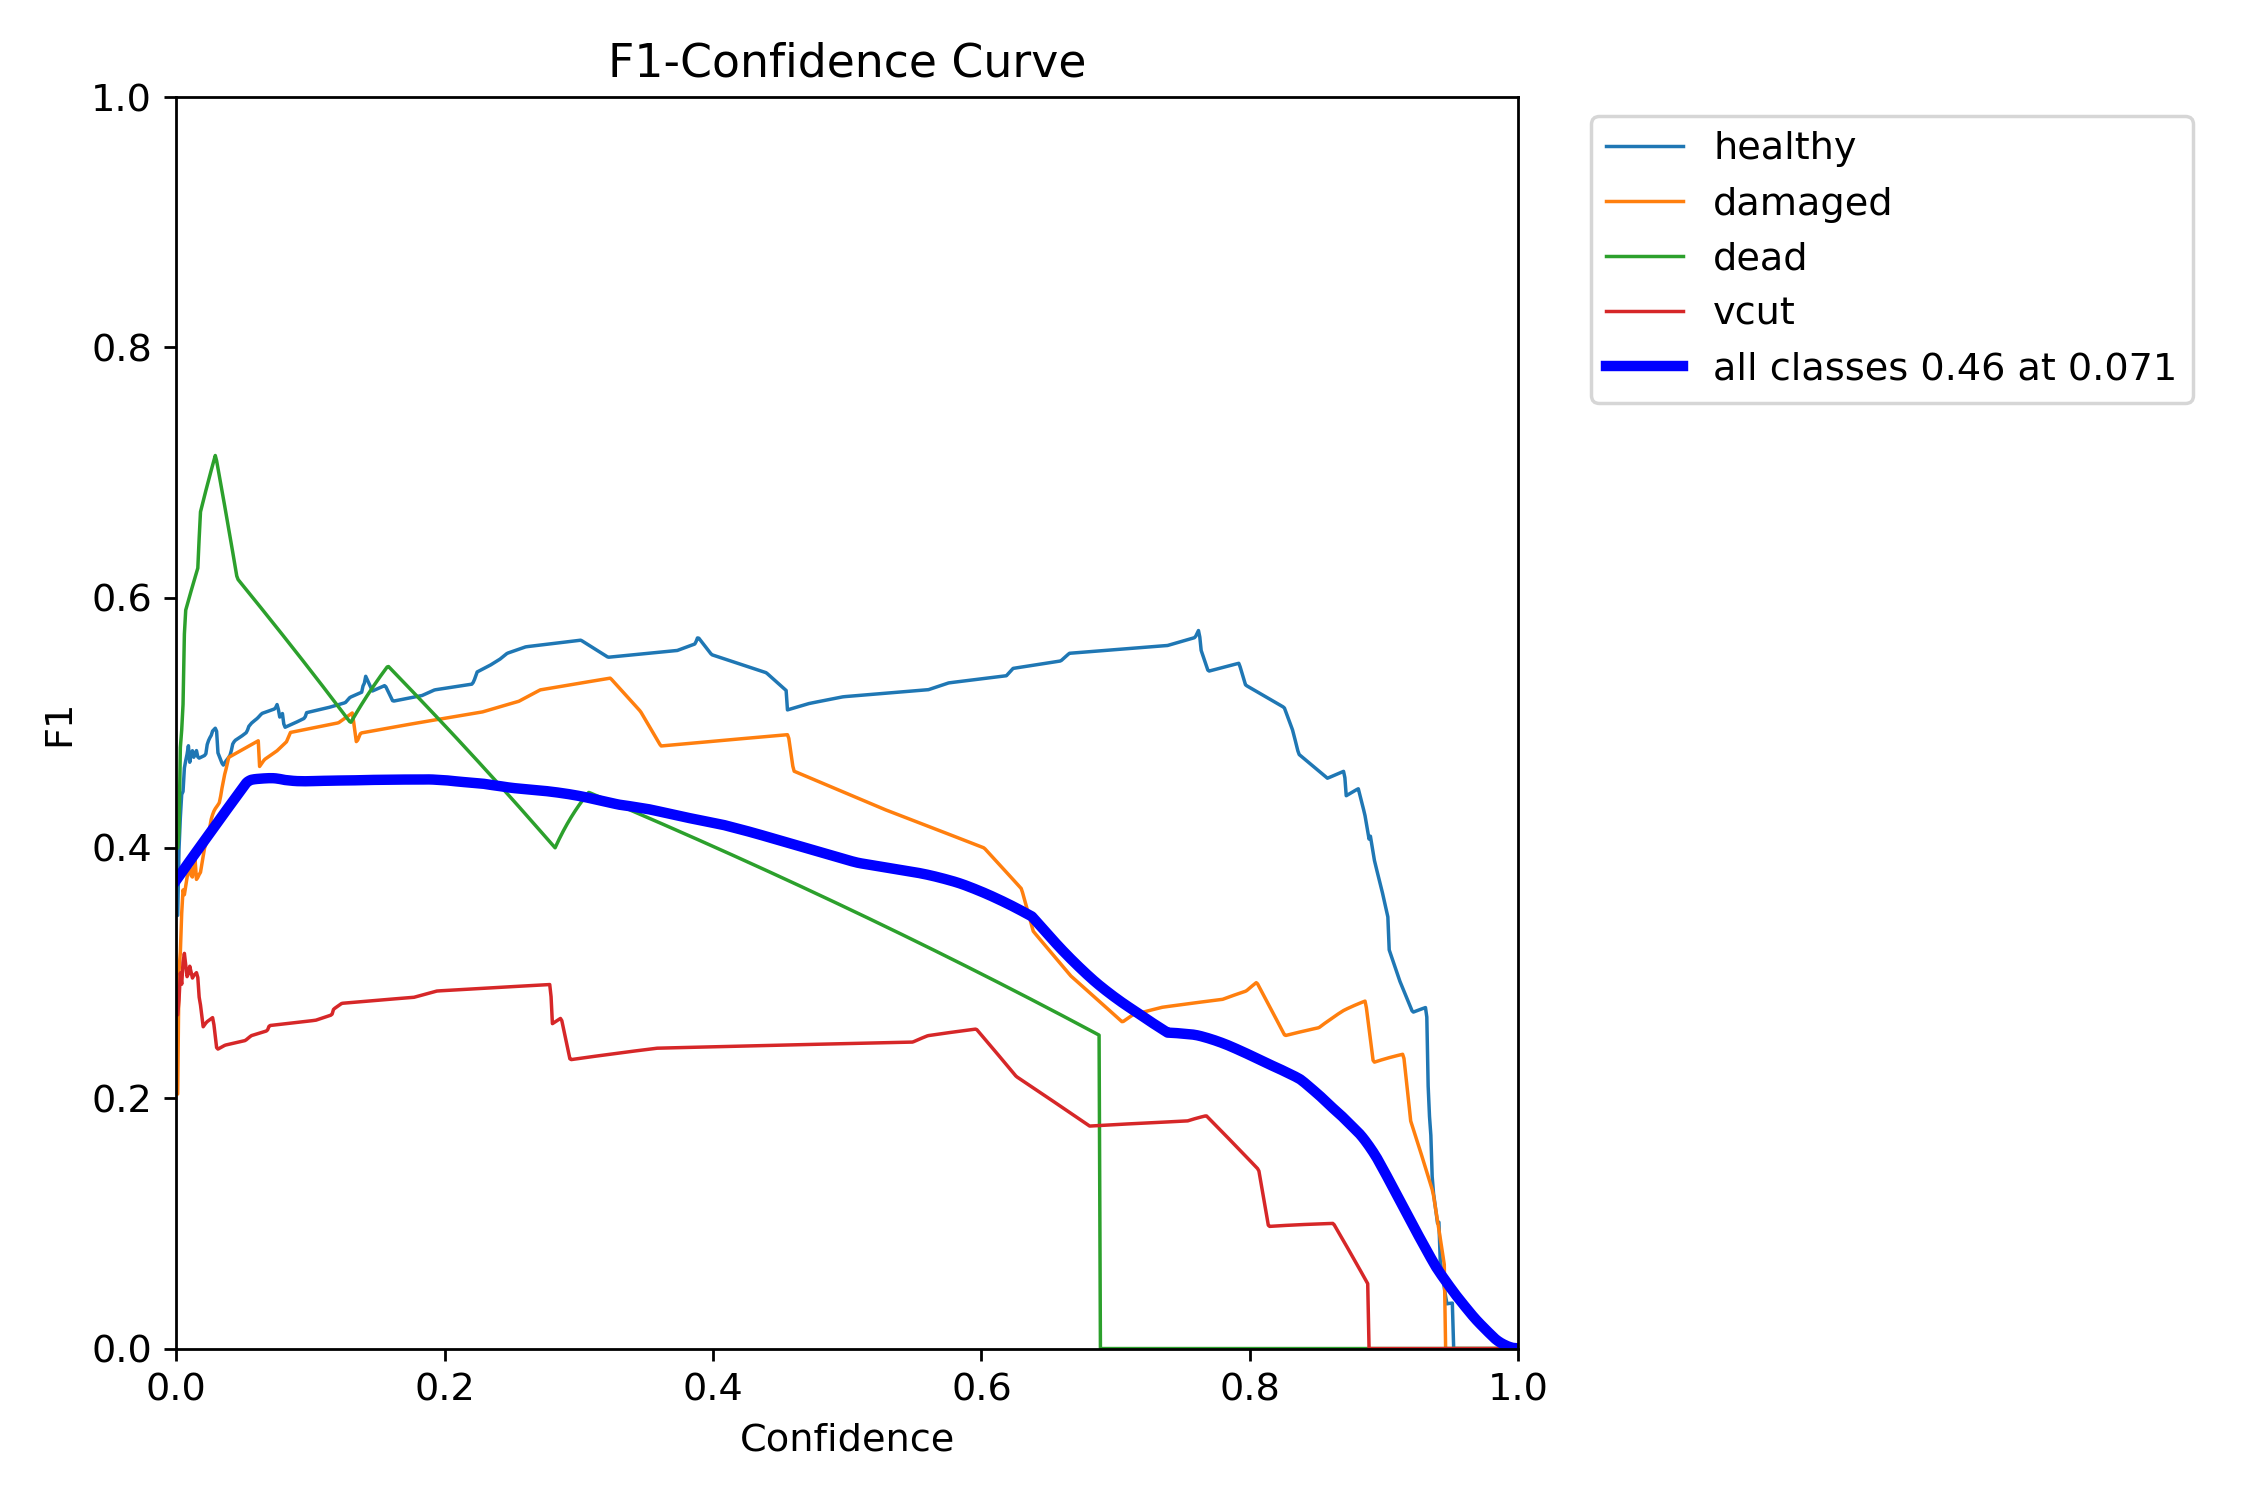 F1-Confidence Curve
1.0
0.8
0.6
0.4
0.2
0.0
F1
0.0 0.2 0.4 0.6 0.8 1.0
Confidence
healthy
damaged
dead
vcut
all classes 0.46 at 0.071